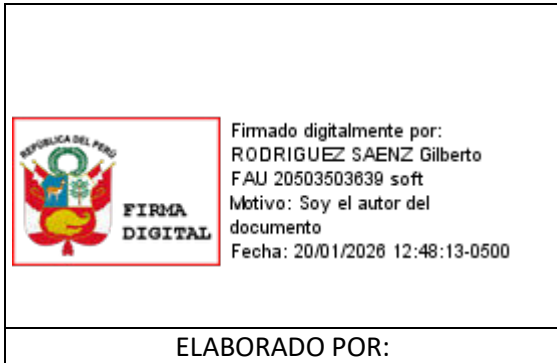 REPÚBLICA DEL PERÚ
FIRMA
DIGITAL
Firmado digitalmente por:
RODRIGUEZ SAENZ Gilberto
FAU 20503503639 soft
Motivo: Soy el autor del
documento
Fecha: 20/01/2026 12:48:13-0500
ELABORADO POR: